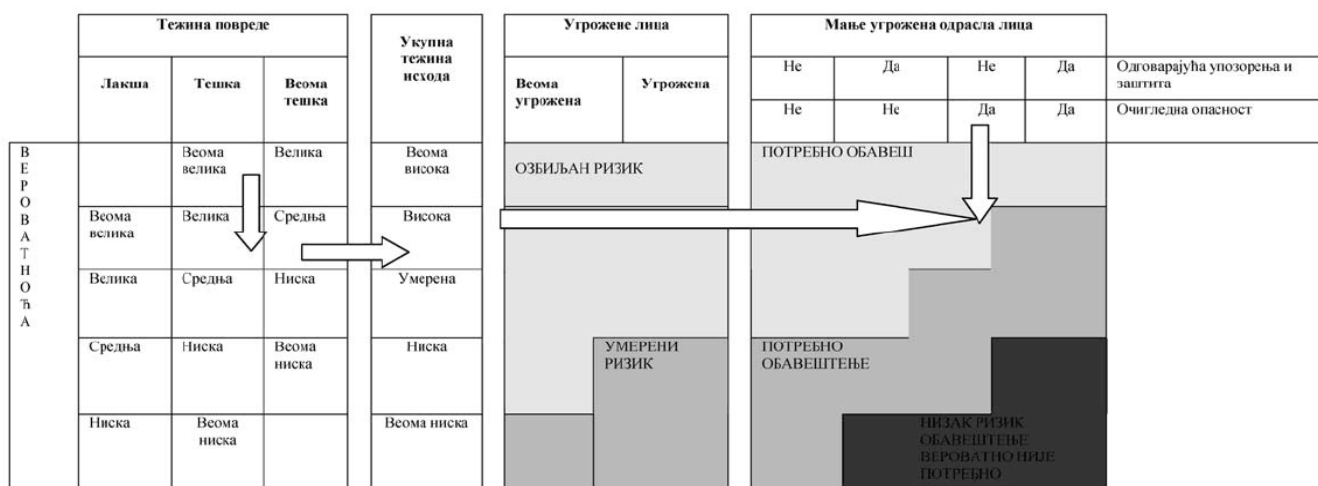 Тежина повреде
Укупна
тежина
исхода
Угрожене лица
Мање угрожена одрасла лица
Лакша
Тешка
Веома
тешка
Веома
угрожена
Угрожена
Не
Да
Не
Да
Одговарајућа упозорења и
заштита
Не
Не
Да
Да
Очигледна опасност
В
Е
Р
О
В
А
Т
Н
О
Ћ
А
Веома
велика
Велика
Веома
висока
ОЗБИЉАН РИЗИК
ПОТРЕБНО ОБАВЕШ
Веома
велика
Велика
Средња
Висока
Велика
Средња
Ниска
Умерена
Средња
Ниска
Веома
ниска
Ниска
УМЕРЕНИ
РИЗИК
ПОТРЕБНО
ОБАВЕШТЕЊЕ
Ниска
Веома
ниска
Веома ниска
НИЗАК РИЗИК
ОБАВЕШТЕЊЕ
ВЕРОВАТНО НИЈЕ
ПОТРЕБНО